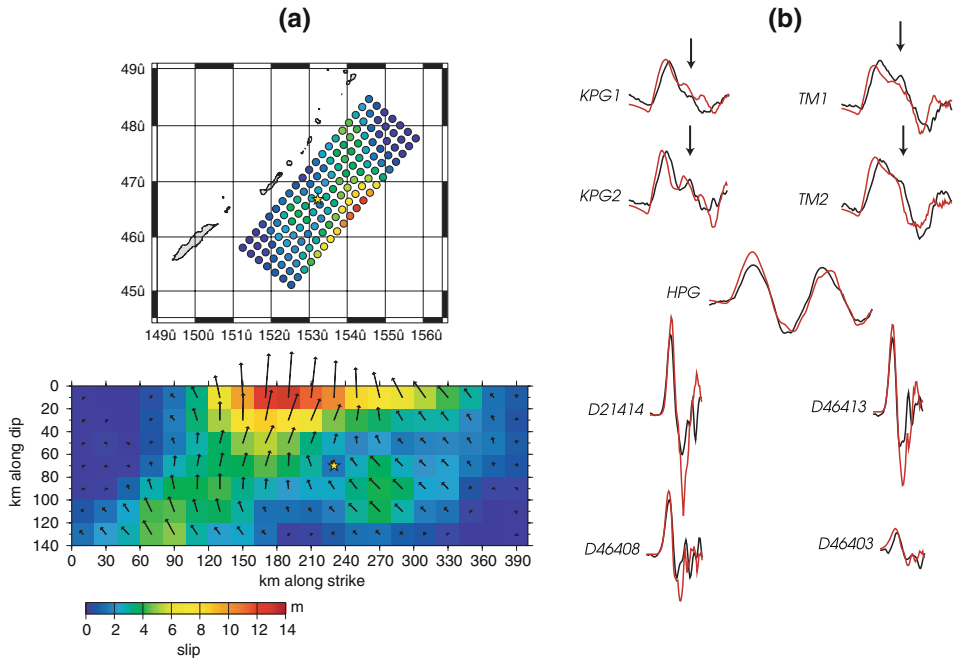 (a)
49û
48û
47û
46û
45û
149û 150û 151û 152û 153û 154û 155û 156û
0
20
40
60
80
100
120
140
km along dip
0 30 60 90 120 150 180 210 240 270 300 330 360 390
km along strike
m
0 2 4 6 8 10 12 14
slip
(b)
KPG1
TM1
KPG2
TM2
HPG
D21414
D46413
D46408
D46403